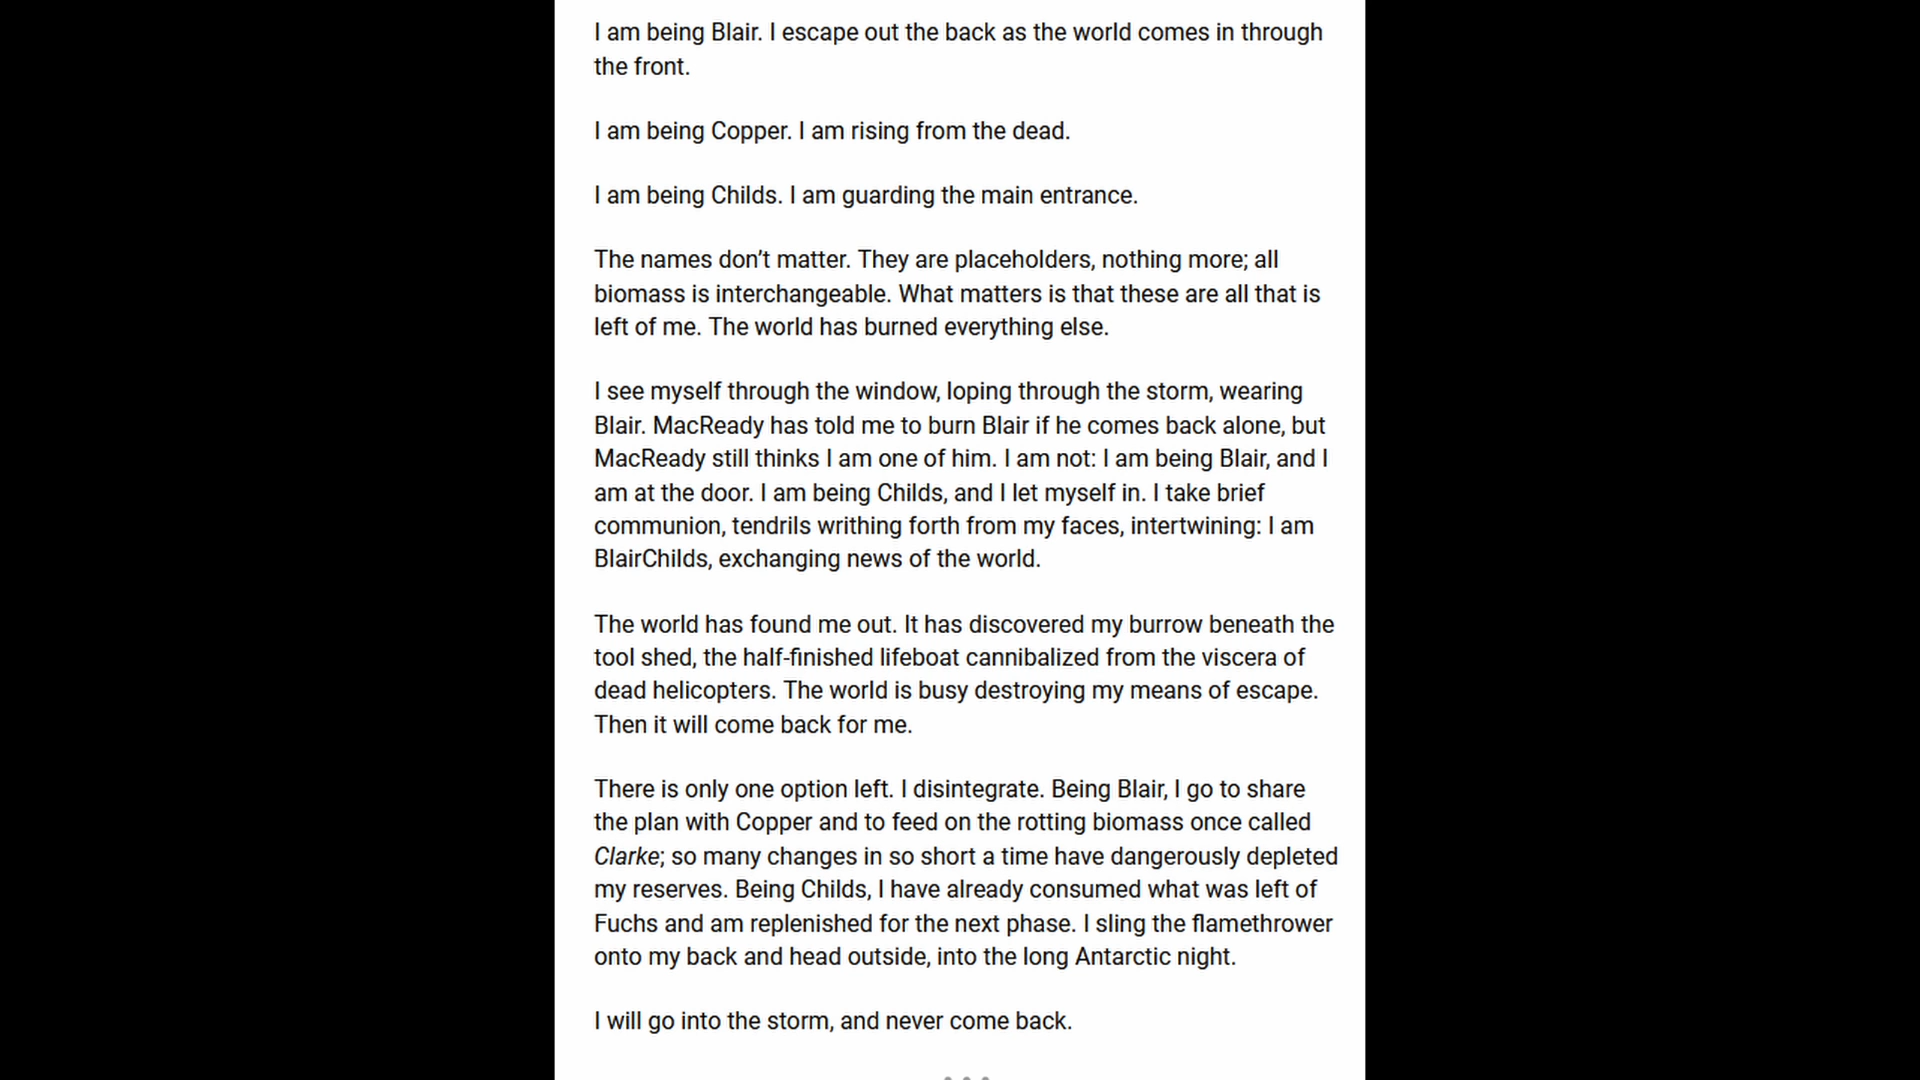 I am being Blair. I escape out the back as the world comes in through
the front.
I am being Copper. I am rising from the dead.
I am being Childs. I am guarding the main entrance.
The names don’t matter. They are placeholders, nothing more; all
biomass is interchangeable. What matters is that these are all that is
left of me. The world has burned everything else.
I see myself through the window, loping through the storm, wearing
Blair. MacReady has told me to burn Blair if he comes back alone, but
MacReady still thinks I am one of him. I am not: I am being Blair, and I
am at the door. I am being Childs, and I let myself in. I take brief
communion, tendrils writhing forth from my faces, intertwining: I am
BlairChilds, exchanging news of the world.
The world has found me out. It has discovered my burrow beneath the
tool shed, the half-finished lifeboat cannibalized from the viscera of
dead helicopters. The world is busy destroying my means of escape.
Then it will come back for me.
There is only one option left. I disintegrate. Being Blair, I go to share
the plan with Copper and to feed on the rotting biomass once called
Clarke; so many changes in so short a time have dangerously depleted
my reserves. Being Childs, I have already consumed what was left of
Fuchs and am replenished for the next phase. I sling the flamethrower
onto my back and head outside, into the long Antarctic night.
I will go into the storm, and never come back.